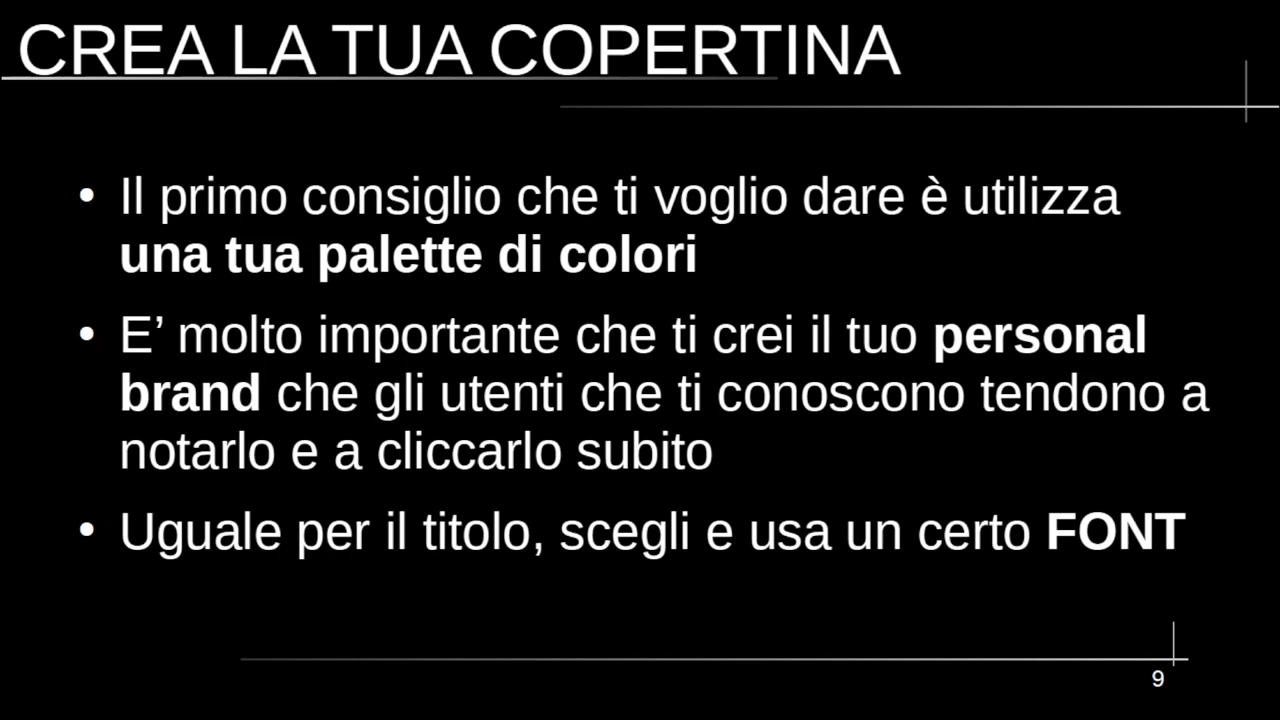 CREA LA TUA COPERTINA
• Il primo consiglio che ti voglio dare è utilizza
una tua palette di colori
• E’ molto importante che ti crei il tuo personal
brand che gli utenti che ti conoscono tendono a
notarlo e a cliccarlo subito
• Uguale per il titolo, scegli e usa un certo FONT
9